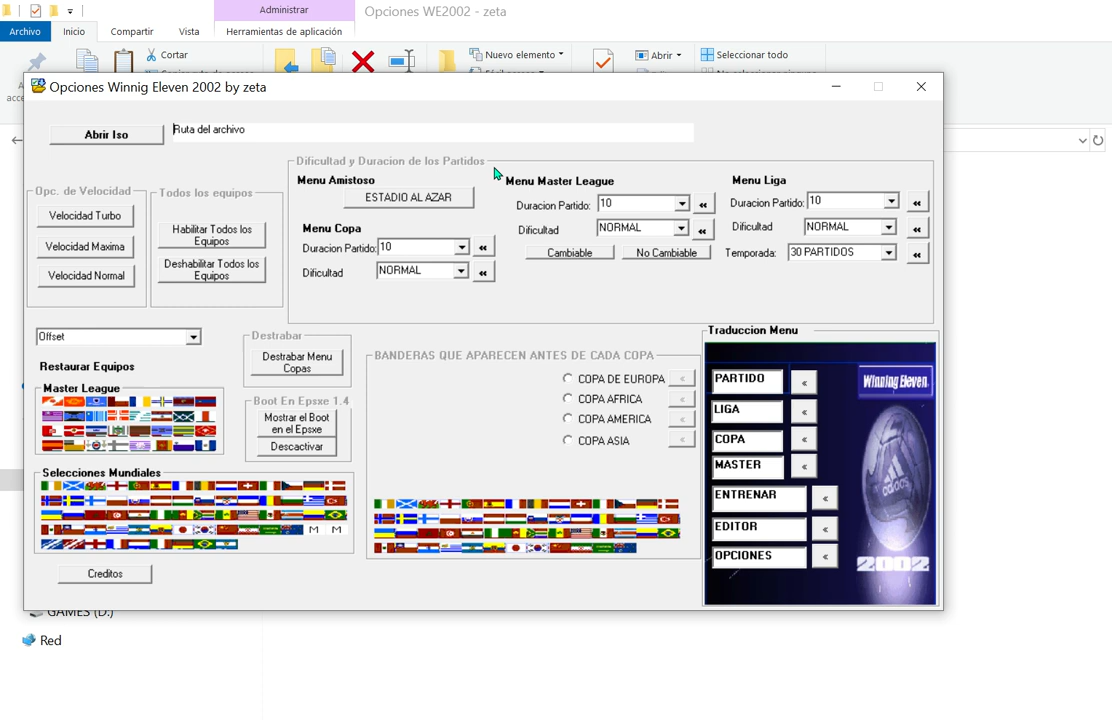 Administrar
Opciones WE2002 - zeta
Archivo
Inicio
Compartir
Vista
Herramientas de aplicación
Cortar
Nuevo elemento
Abrir
Seleccionar todo
Opciones Winnig Eleven 2002 by zeta
Abrir Iso
Ruta del archivo
Dificultad y Duracion de los Partidos
Opc. de Velocidad
Velocidad Turbo
Velocidad Maxima
Velocidad Normal
Todos los equipos
Habilitar Todos los
Equipos
Deshabilitar Todos los
Equipos
Menu Amistoso
ESTADIO AL AZAR
Menu Copa
Duracion Partido:
10
«
Dificultad
NORMAL
«
Menu Master League
Duracion Partido:
10
«
Dificultad
NORMAL
«
Cambiable
No Cambiable
Menu Liga
Duracion Partido:
10
«
Dificultad
NORMAL
«
Temporada:
30 PARTIDOS
«
Offset
Restaurar Equipos
Master League
Destrabar
Destrabar Menu
Copas
Boot En Epsxe 1.4
Mostrar el Boot
en el Epsxe
Descactivar
Selecciones Mundiales
M M
Creditos
BANDERAS QUE APARECEN ANTES DE CADA COPA
COPA DE EUROPA «
COPA AFRICA «
COPA AMERICA «
COPA ASIA «
Traduccion Menu
PARTIDO «
LIGA «
COPA «
MASTER «
ENTRENAR «
EDITOR «
OPCIONES «
Winning Eleven
adidas
2002
GAMES (D:)
Red